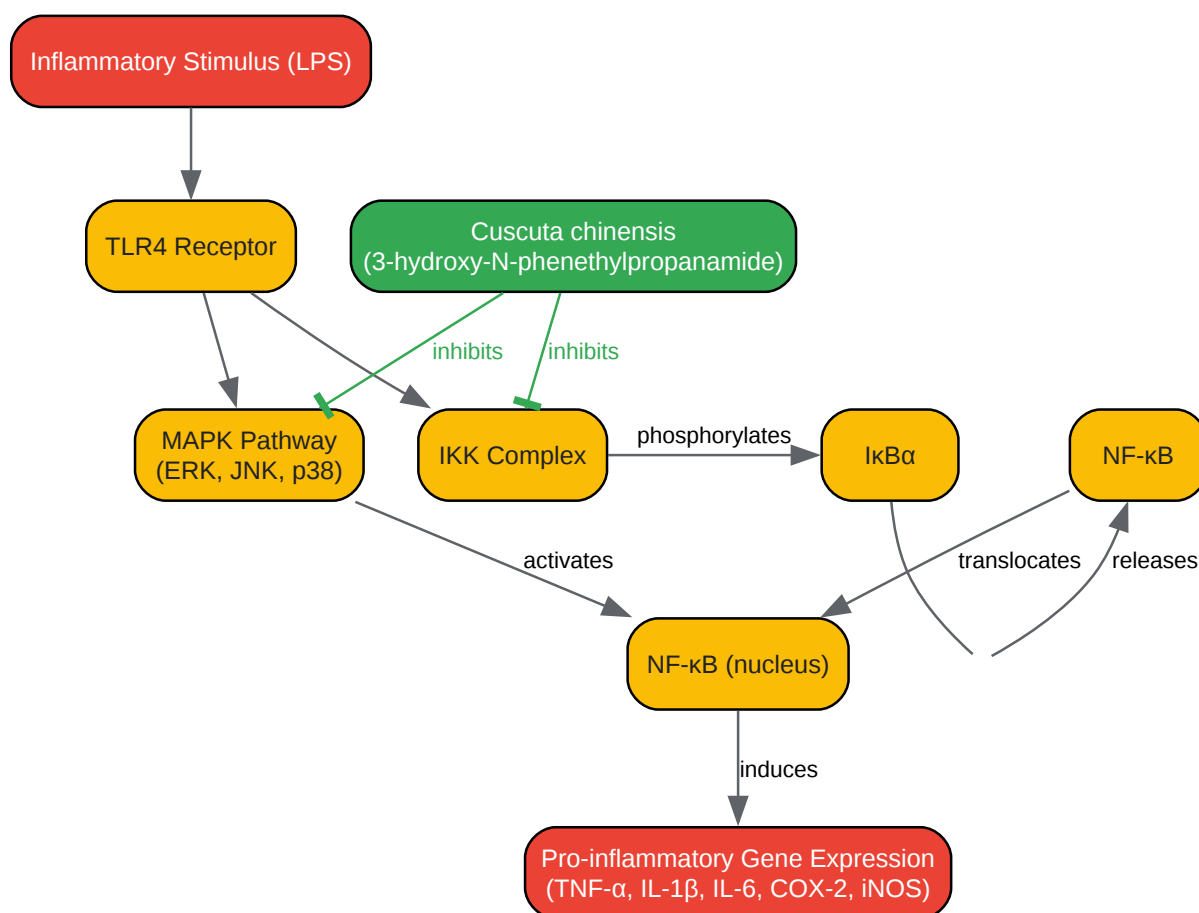 Inflammatory Stimulus (LPS)
TLR4 Receptor
Cuscuta chinensis
(3-hydroxy-N-phenethylpropanamide)
inhibits
inhibits
MAPK Pathway
(ERK, JNK, p38)
IKK Complex
phosphorylates
IκBα
NF-κB
activates
translocates
releases
NF-κB (nucleus)
induces
Pro-inflammatory Gene Expression
(TNF-α, IL-1β, IL-6, COX-2, iNOS)